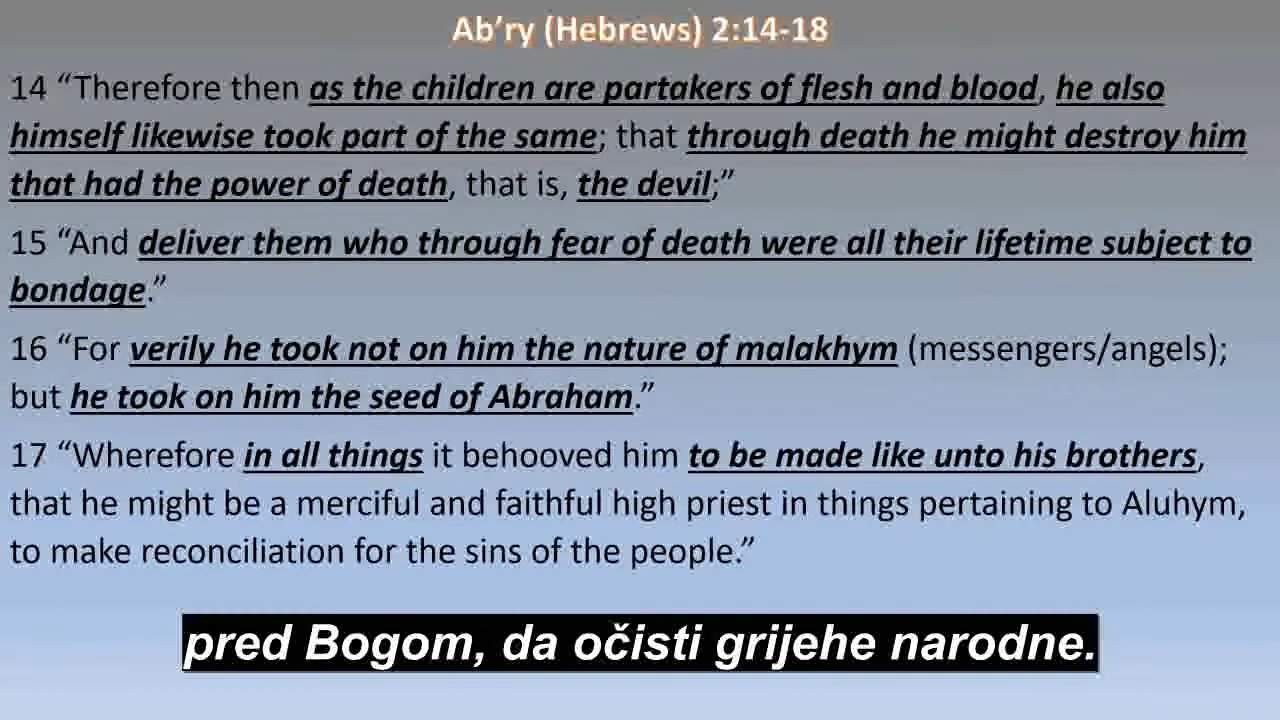 Ab’ry (Hebrews) 2:14-18
14 “Therefore then as the children are partakers of flesh and blood, he also
himself likewise took part of the same; that through death he might destroy him
that had the power of death, that is, the devil;”
15 “And deliver them who through fear of death were all their lifetime subject to
bondage.”
16 “For verily he took not on him the nature of malakhym (messengers/angels);
but he took on him the seed of Abraham.”
17 “Wherefore in all things it behooved him to be made like unto his brothers,
that he might be a merciful and faithful high priest in things pertaining to Aluhym,
to make reconciliation for the sins of the people.”
pred Bogom, da očisti grijehe narodne.